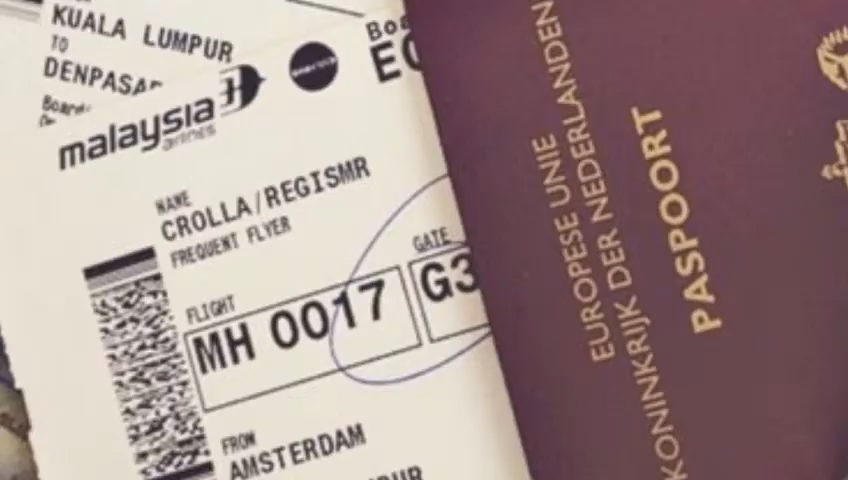 KUALA LUMPUR
TO
DENPASAR
malaysia
airlines
NAME
CROLLA/REGISMR
FREQUENT FLYER
FLIGHT
GATE
MH 0017
G3
FROM
AMSTERDAM
EUROPESE UNIE
KONINKRIJK DER NEDERLANDEN
PASPOORT